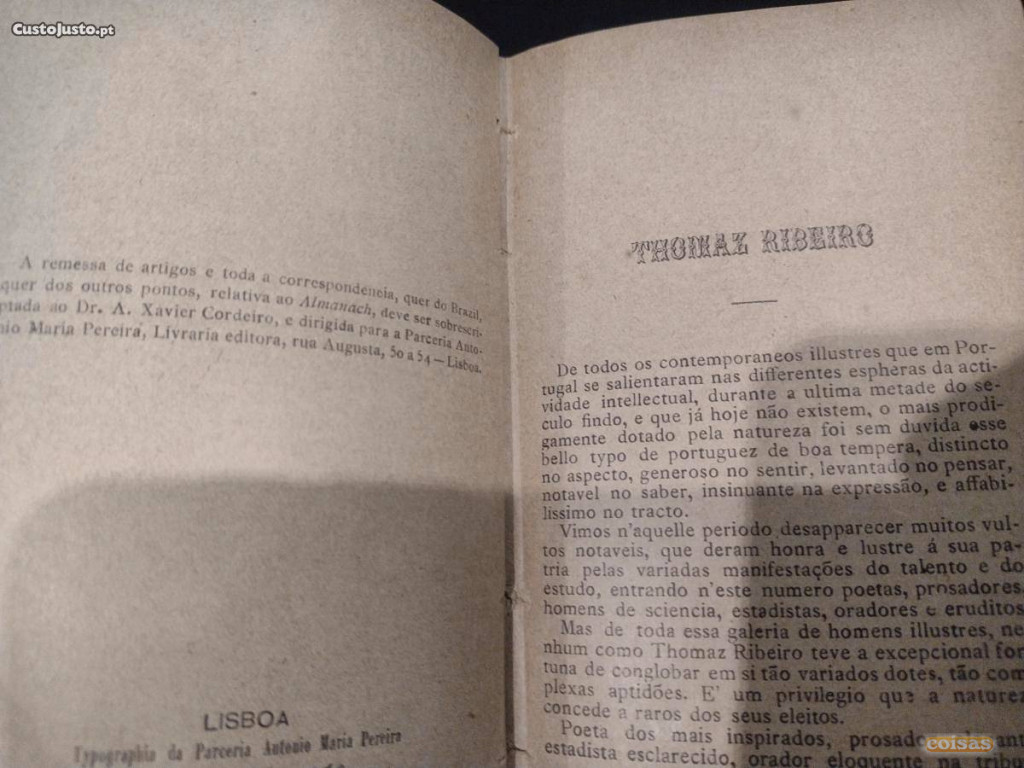 CustoJusto.pt
A remessa de artigos e toda a correspondencia, quer do Brazil,
quer dos outros pontos, relativa ao Almanach, deve ser sobrescri-
ptada ao Dr. A. Xavier Cordeiro, e dirigida para a Parceria Anto-
nio Maria Pereira, Livraria editora, rua Augusta, 50 a 54 — Lisboa.
LISBOA
Typographia da Parceria Antonio Maria Pereira
THOMAZ RIBEIRO
De todos os contemporaneos illustres que em Por-
tugal se salientaram nas differentes espheras da acti-
vidade intellectual, durante a ultima metade do se-
culo findo, e que já hoje não existem, o mais prodi-
gamente dotado pela natureza foi sem duvida esse
bello typo de portuguez de boa tempera, distincto
no aspecto, generoso no sentir, levantado no pensar,
notavel no saber, insinuante na expressão, e affabi-
lissimo no tracto.
Vimos n'aquelle periodo desapparecer muitos vul-
tos notaveis, que deram honra e lustre á sua pa-
tria pelas variadas manifestações do talento e do
estudo, entrando n'este numero poetas, prosadores,
homens de sciencia, estadistas, oradores e eruditos
Mas de toda essa galeria de homens illustres, ne
nhum como Thomaz Ribeiro teve a excepcional for
tuna de conglobar em si tão variados dotes, tão com
plexas aptidões. E' um privilegio que a naturez
concede a raros dos seus eleitos.
Poeta dos mais inspirados, prosado
estadista esclarecido, orador eloquente na tribu
coisas